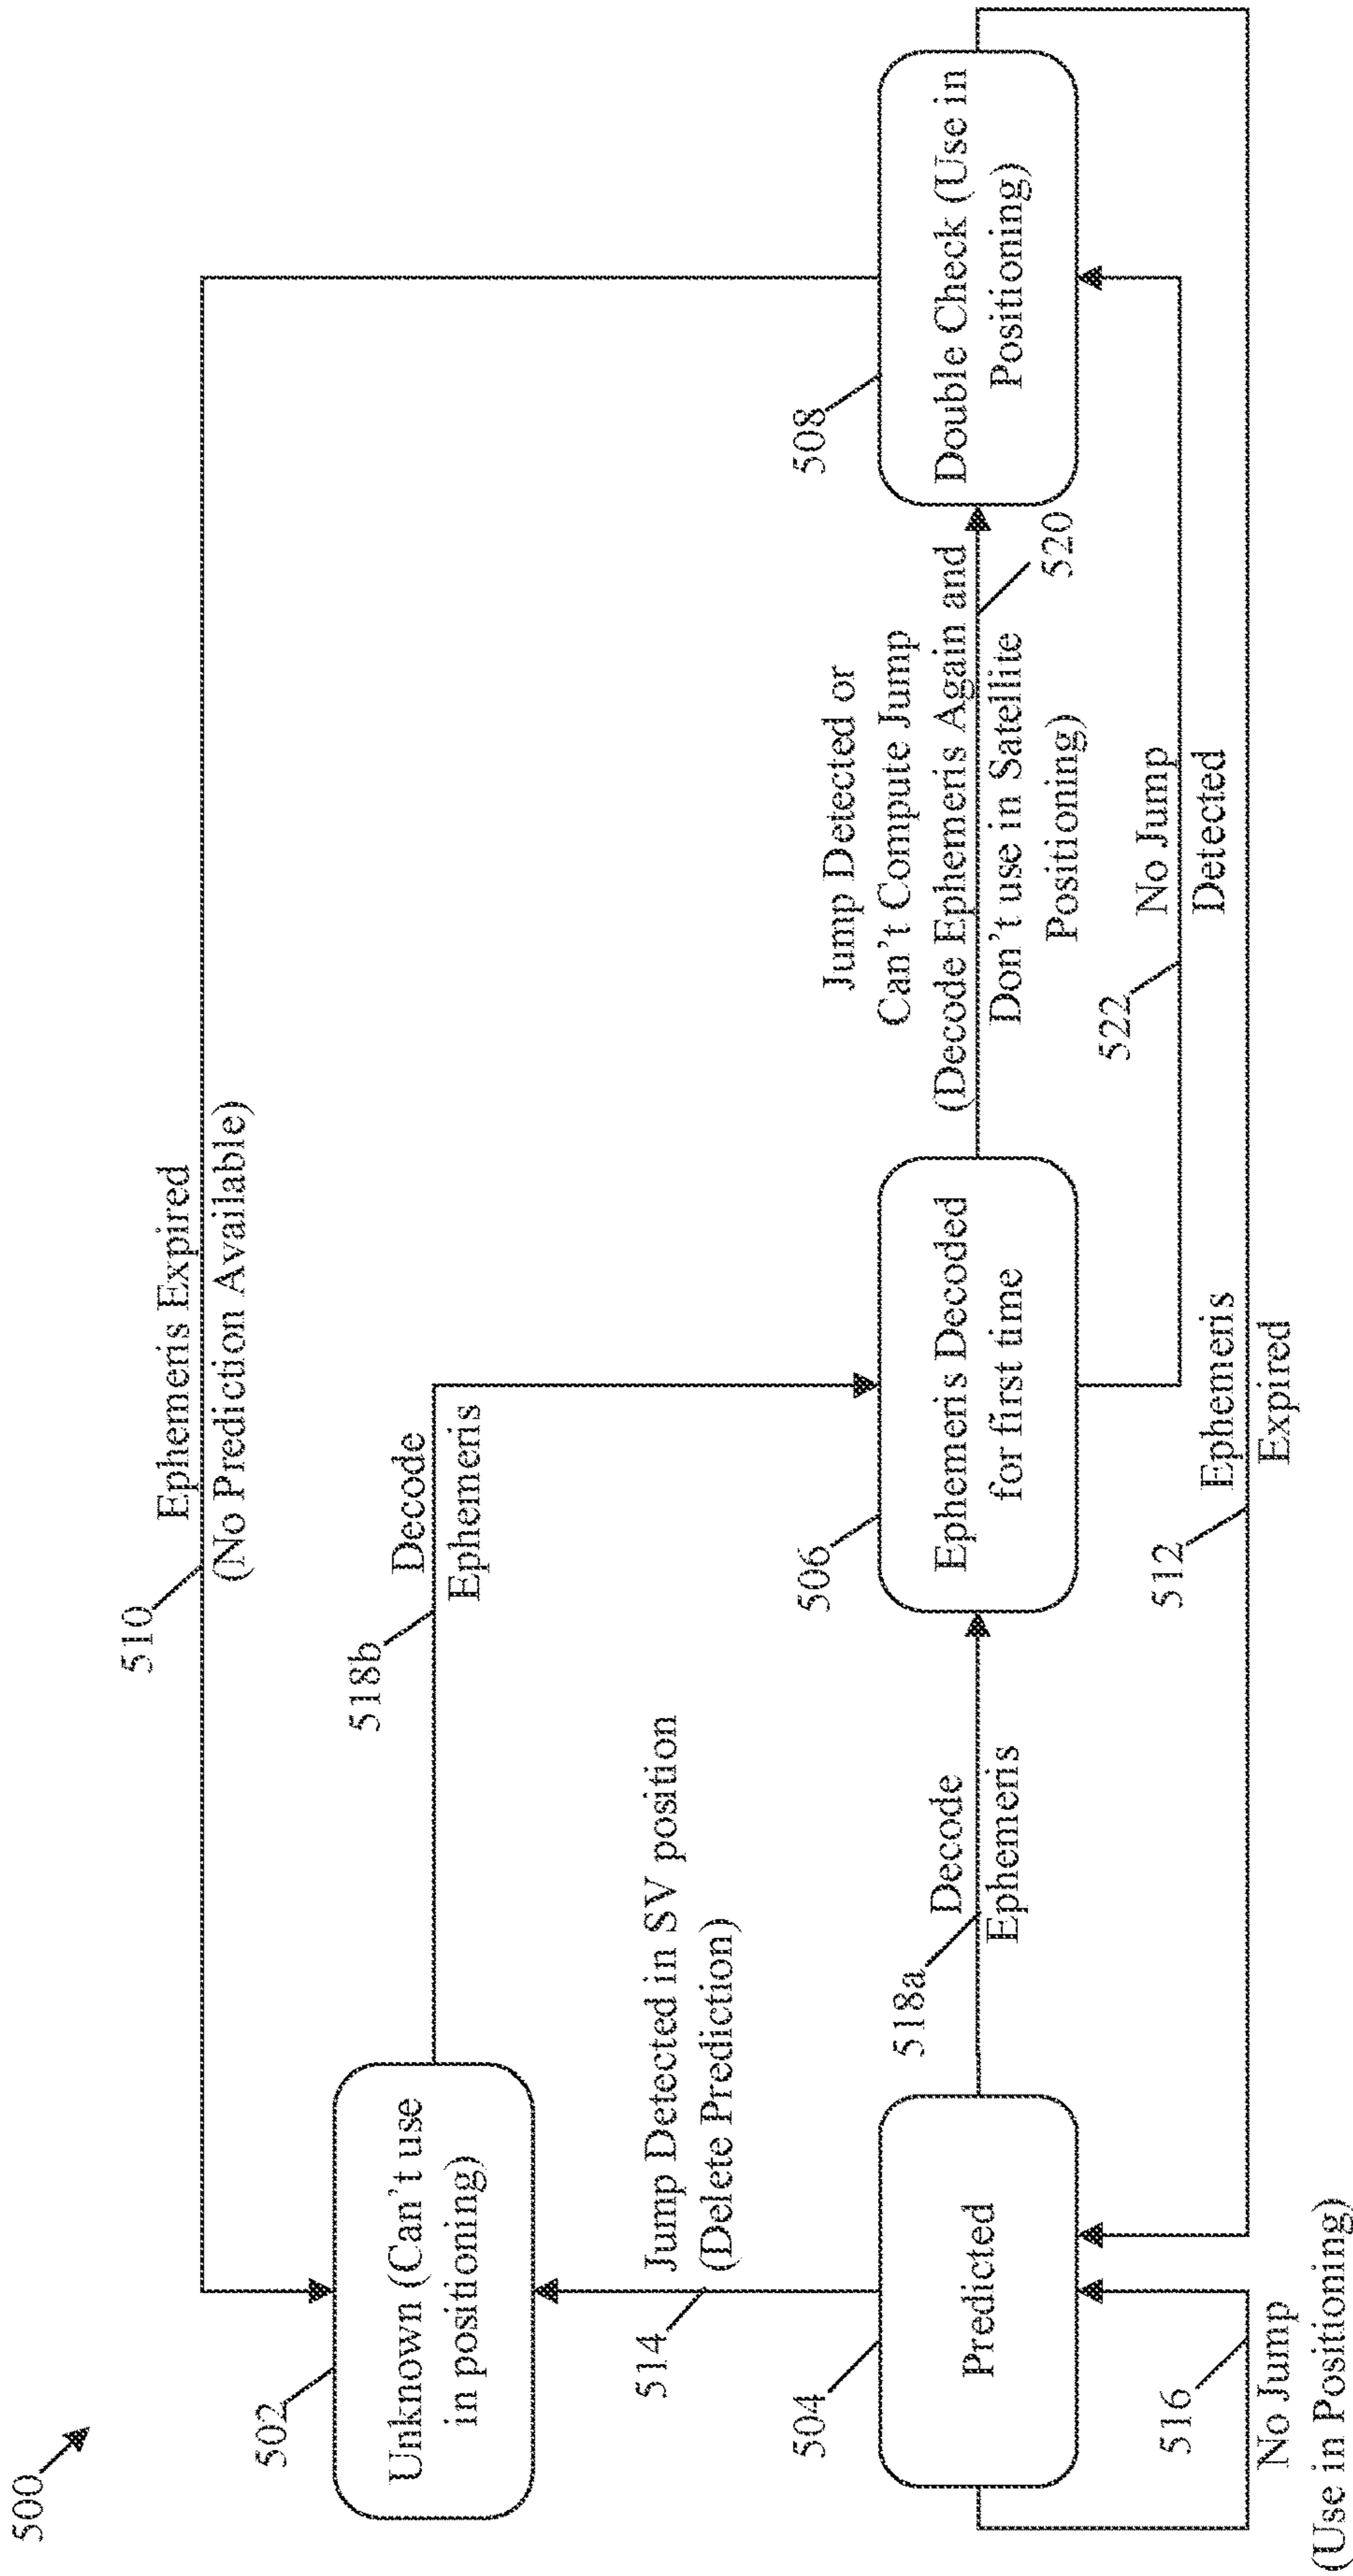 500
Ephemeris Expired
(No Prediction Available)
510
Decode
Ephemeris
518b
502
Unknown (Can't use
in positioning)
Jump Detected in SV position
(Delete Prediction)
514
504
Predicted
516
No Jump
(Use in Positioning)
Decode
Ephemeris
518a
506
Ephemeris Decoded
for first time
Jump Detected or
Can't Compute Jump
(Decode Ephemeris Again and
Don't use in Satellite
Positioning)
520
508
Double Check (Use in
Positioning)
522
No Jump
Detected
512
Ephemeris
Expired